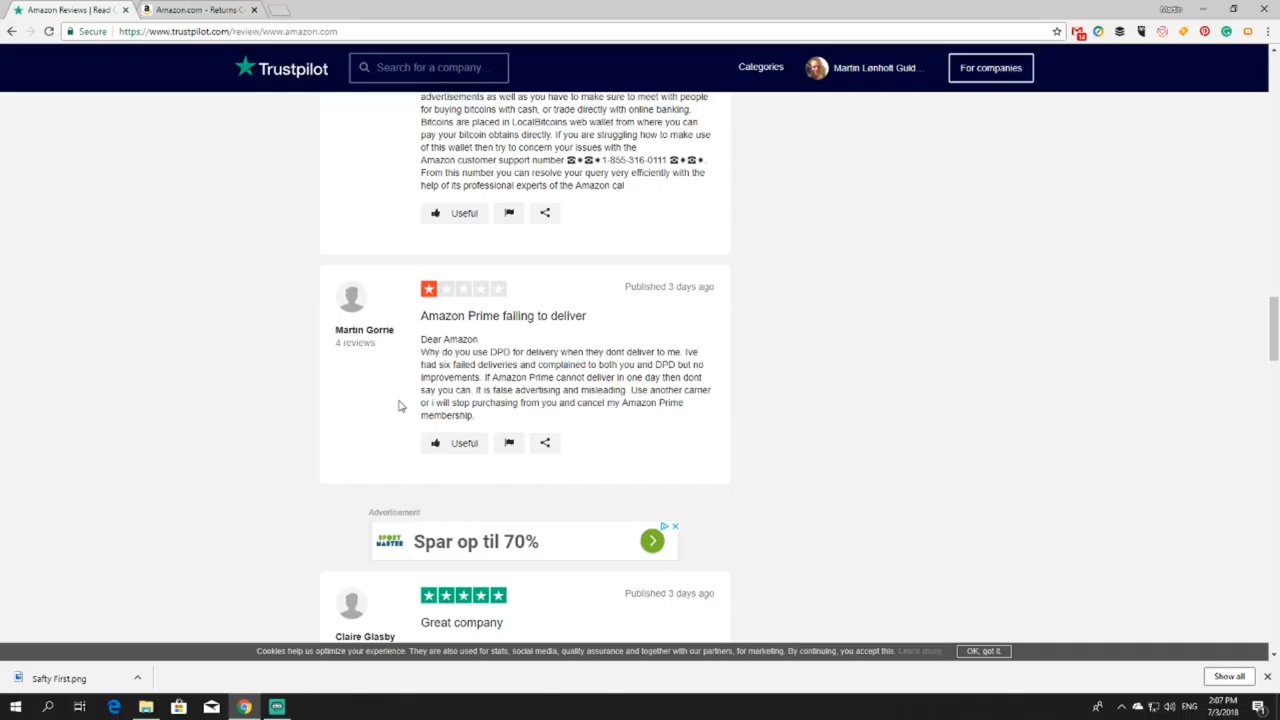 Amazon Reviews | Read C
Amazon.com - Returns C
Martin
Secure
https://www.trustpilot.com/review/www.amazon.com
Trustpilot
Search for a company...
Categories
Martin Lønholt Guld...
For companies
advertisements as well as you have to make sure to meet with people
for buying bitcoins with cash, or trade directly with online banking.
Bitcoins are placed in LocalBitcoins web wallet from where you can
pay your bitcoin obtains directly. If you are struggling how to make use
of this wallet then try to concern your issues with the
Amazon customer support number ☎✷☎✷1-855-316-0111 ☎✷☎✷.
From this number you can resolve your query very efficiently with the
help of its professional experts of the Amazon cal
Useful
Published 3 days ago
Amazon Prime failing to deliver
Martin Gorrie
4 reviews
Dear Amazon
Why do you use DPD for delivery when they dont deliver to me. Ive
had six failed deliveries and complained to both you and DPD but no
improvements. If Amazon Prime cannot deliver in one day then dont
say you can. It is false advertising and misleading. Use another carrier
or i will stop purchasing from you and cancel my Amazon Prime
membership.
Useful
Advertisement
SPORT
MASTER
Spar op til 70%
Published 3 days ago
Great company
Claire Glasby
Cookies help us optimize your experience. They are also used for stats, social media, quality assurance and together with our partners, for marketing. By continuing, you accept this. Learn more
OK, got it.
Safty First.png
Show all
ENG
2:07 PM
7/3/2018